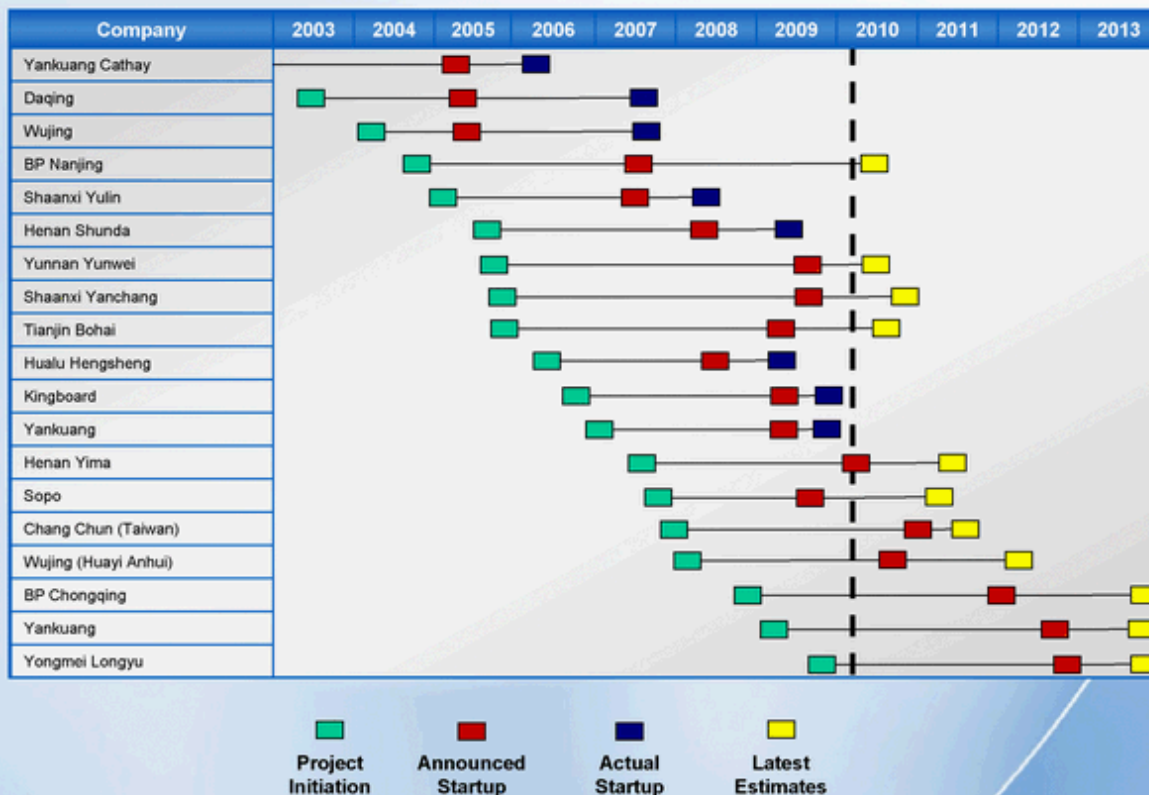 Company 2003 2004 2005 2006 2007 2008 2009 2010 2011 2012 2013
Yankuang Cathay
Daqing
Wujing
BP Nanjing
Shaanxi Yulin
Henan Shunda
Yunnan Yunwei
Shaanxi Yanchang
Tianjin Bohai
Hualu Hengsheng
Kingboard
Yankuang
Henan Yima
Sopo
Chang Chun (Taiwan)
Wujing (Huayi Anhui)
BP Chongqing
Yankuang
Yongmei Longyu
Project Announced Actual Latest
Initiation Startup Startup Estimates